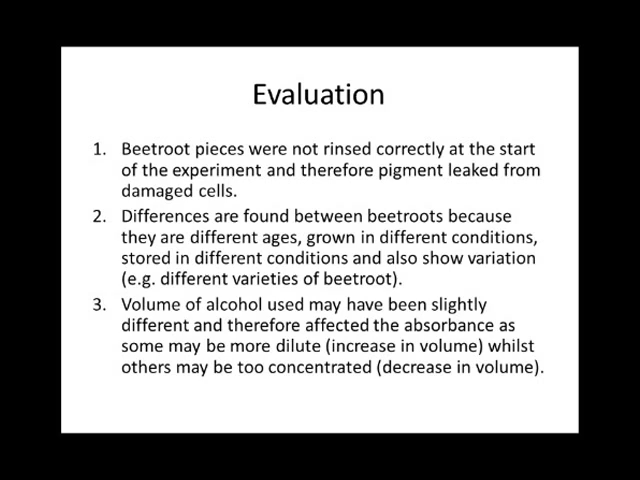 Evaluation
1. Beetroot pieces were not rinsed correctly at the start
of the experiment and therefore pigment leaked from
damaged cells.
2. Differences are found between beetroots because
they are different ages, grown in different conditions,
stored in different conditions and also show variation
(e.g. different varieties of beetroot).
3. Volume of alcohol used may have been slightly
different and therefore affected the absorbance as
some may be more dilute (increase in volume) whilst
others may be too concentrated (decrease in volume).